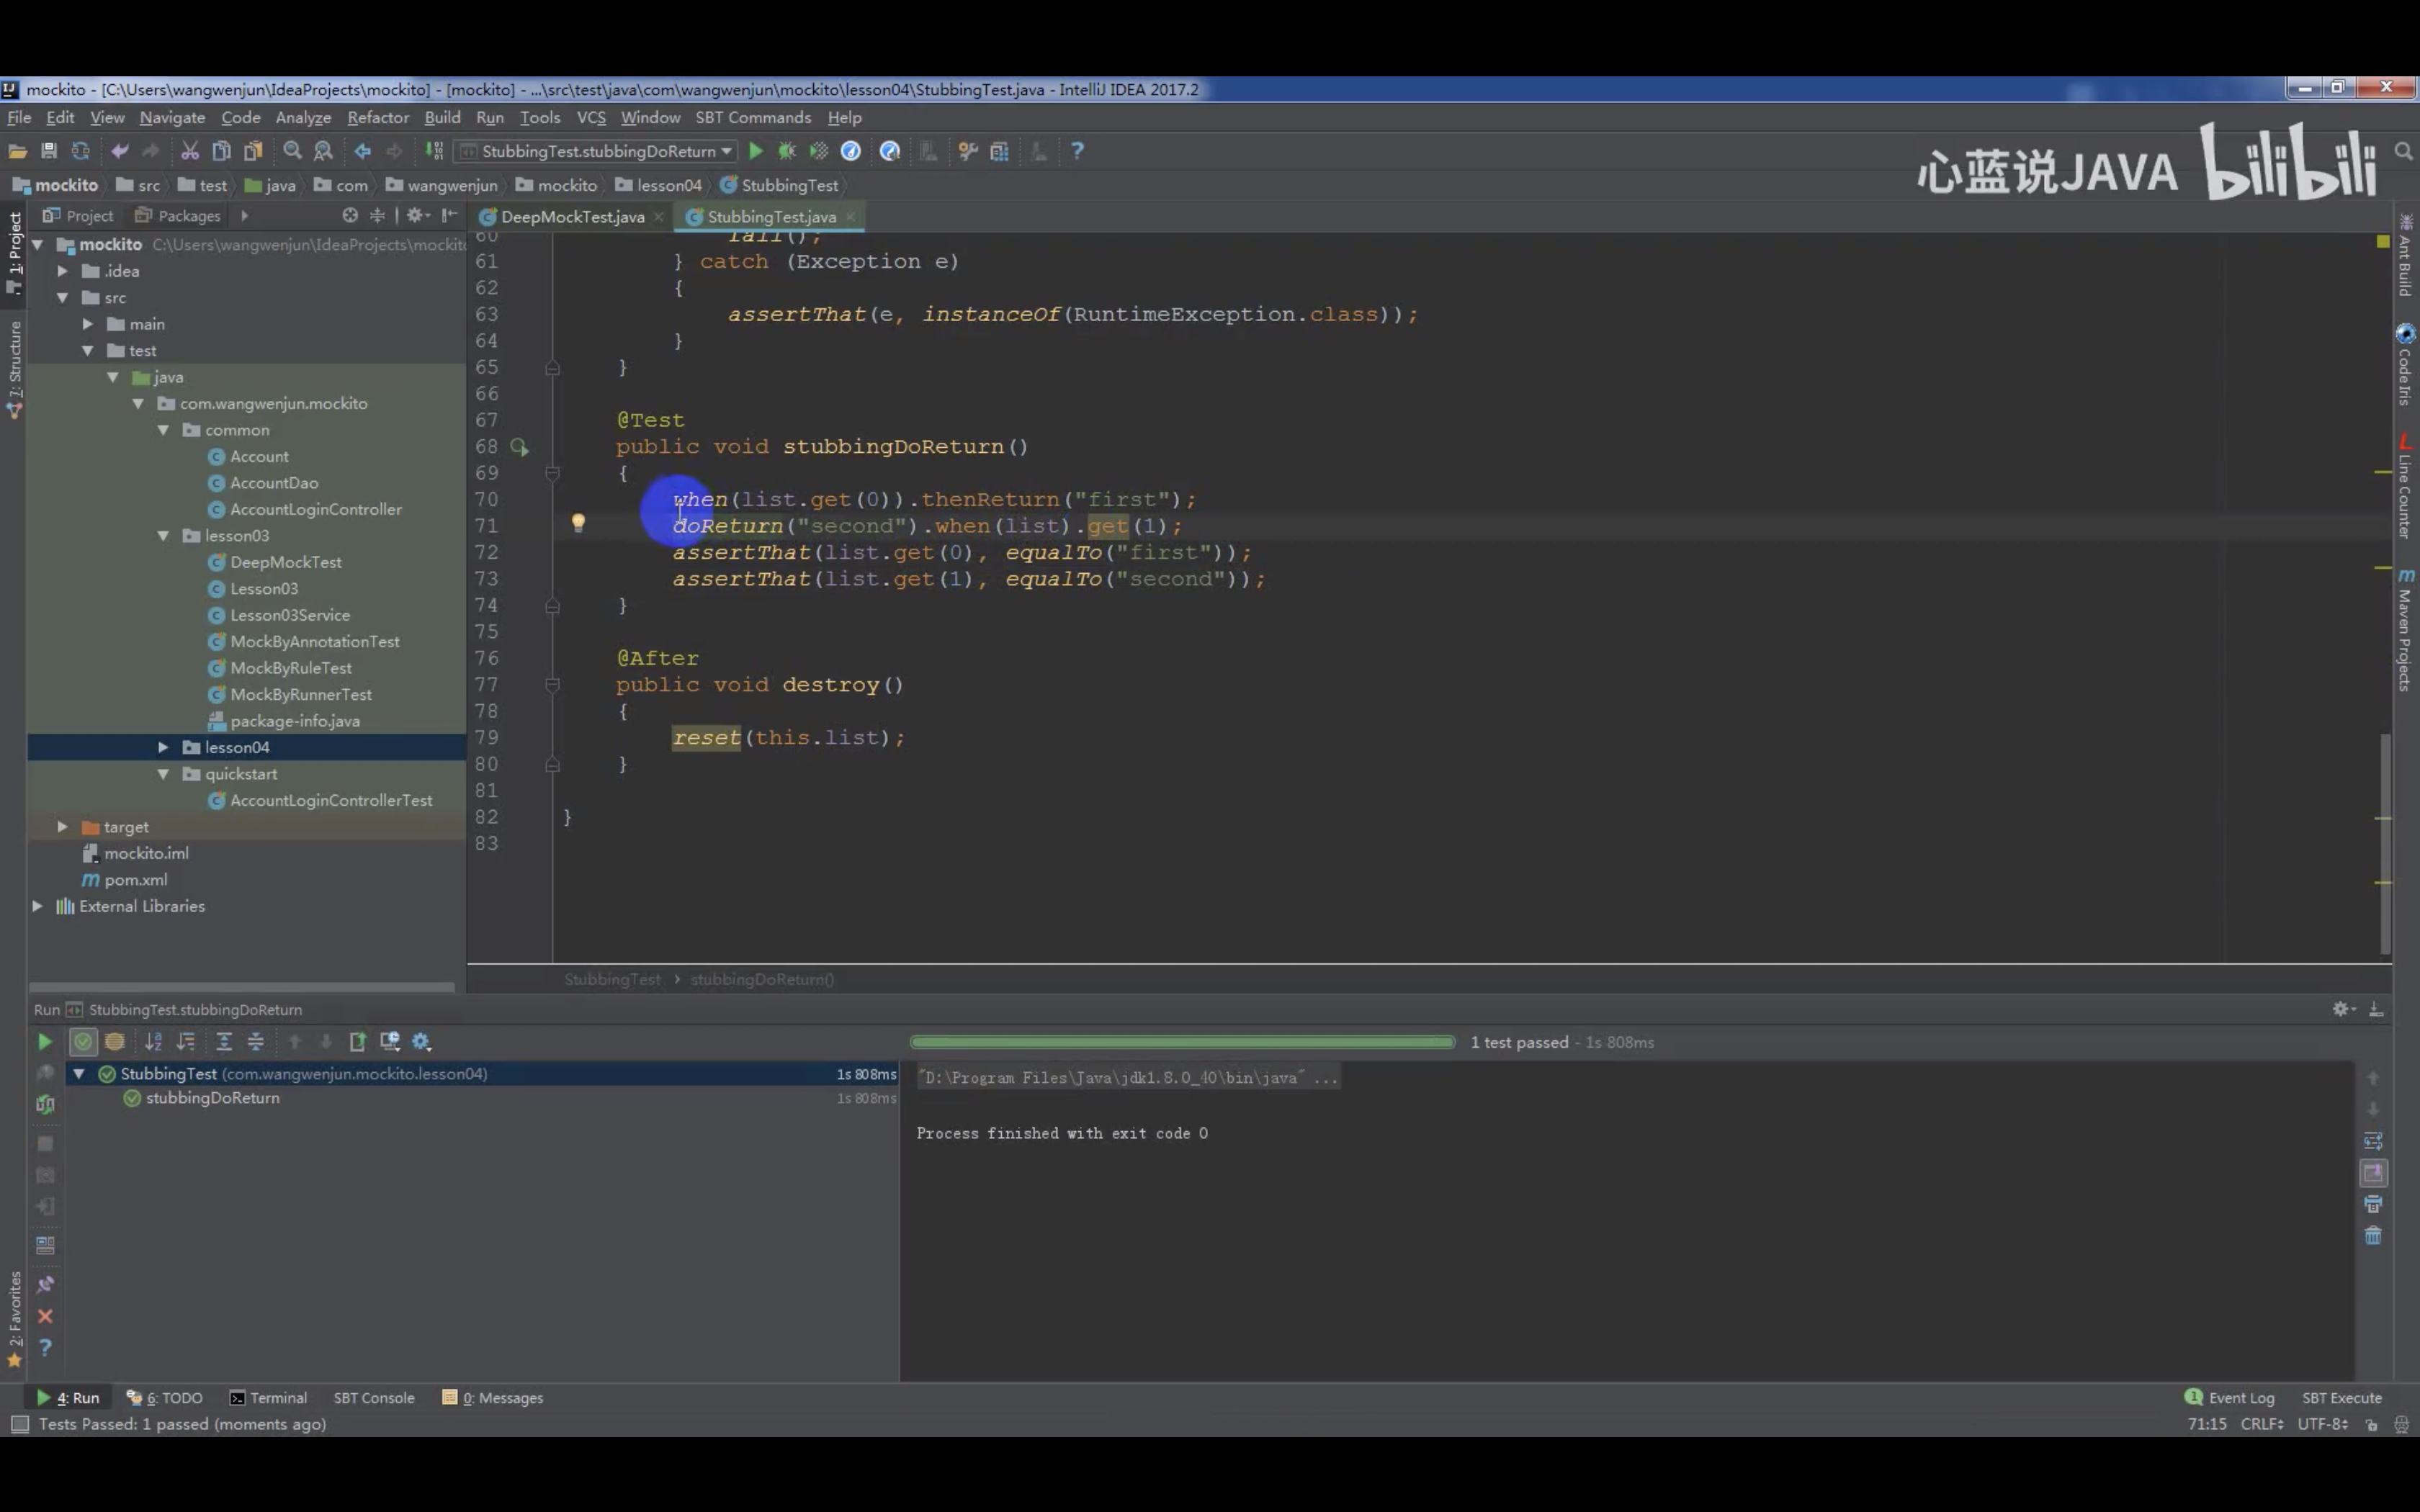 mockito - [C:\Users\wangwenjun\IdeaProjects\mockito] - [mockito] - ...\src\test\java\com\wangwenjun\mockito\lesson04\StubbingTest.java - IntelliJ IDEA 2017.2
File Edit View Navigate Code Analyze Refactor Build Run Tools VCS Window SBT Commands Help
StubbingTest.stubbingDoReturn
心蓝说JAVA bilibili
mockito src test java com wangwenjun mockito lesson04 StubbingTest
Project Packages
DeepMockTest.java StubbingTest.java
1: Project
7: Structure
mockito C:\Users\wangwenjun\IdeaProjects\mockito
.idea
src
main
test
java
com.wangwenjun.mockito
common
Account
AccountDao
AccountLoginController
lesson03
DeepMockTest
Lesson03
Lesson03Service
MockByAnnotationTest
MockByRuleTest
MockByRunnerTest
package-info.java
lesson04
quickstart
AccountLoginControllerTest
target
mockito.iml
pom.xml
External Libraries
60 fail();
61 } catch (Exception e)
62 {
63 assertThat(e, instanceOf(RuntimeException.class));
64 }
65 }
66
67 @Test
68 public void stubbingDoReturn()
69 {
70 when(list.get(0)).thenReturn("first");
71 doReturn("second").when(list).get(1);
72 assertThat(list.get(0), equalTo("first"));
73 assertThat(list.get(1), equalTo("second"));
74 }
75
76 @After
77 public void destroy()
78 {
79 reset(this.list);
80 }
81
82 }
83
StubbingTest › stubbingDoReturn()
Ant Build
Code Iris
Line Counter
Maven Projects
Run StubbingTest.stubbingDoReturn
1 test passed - 1s 808ms
StubbingTest (com.wangwenjun.mockito.lesson04) 1s 808ms
stubbingDoReturn 1s 808ms
"D:\Program Files\Java\jdk1.8.0_40\bin\java" ...
Process finished with exit code 0
2: Favorites
4: Run 6: TODO Terminal SBT Console 0: Messages
1 Event Log SBT Execute
Tests Passed: 1 passed (moments ago)
71:15 CRLF UTF-8